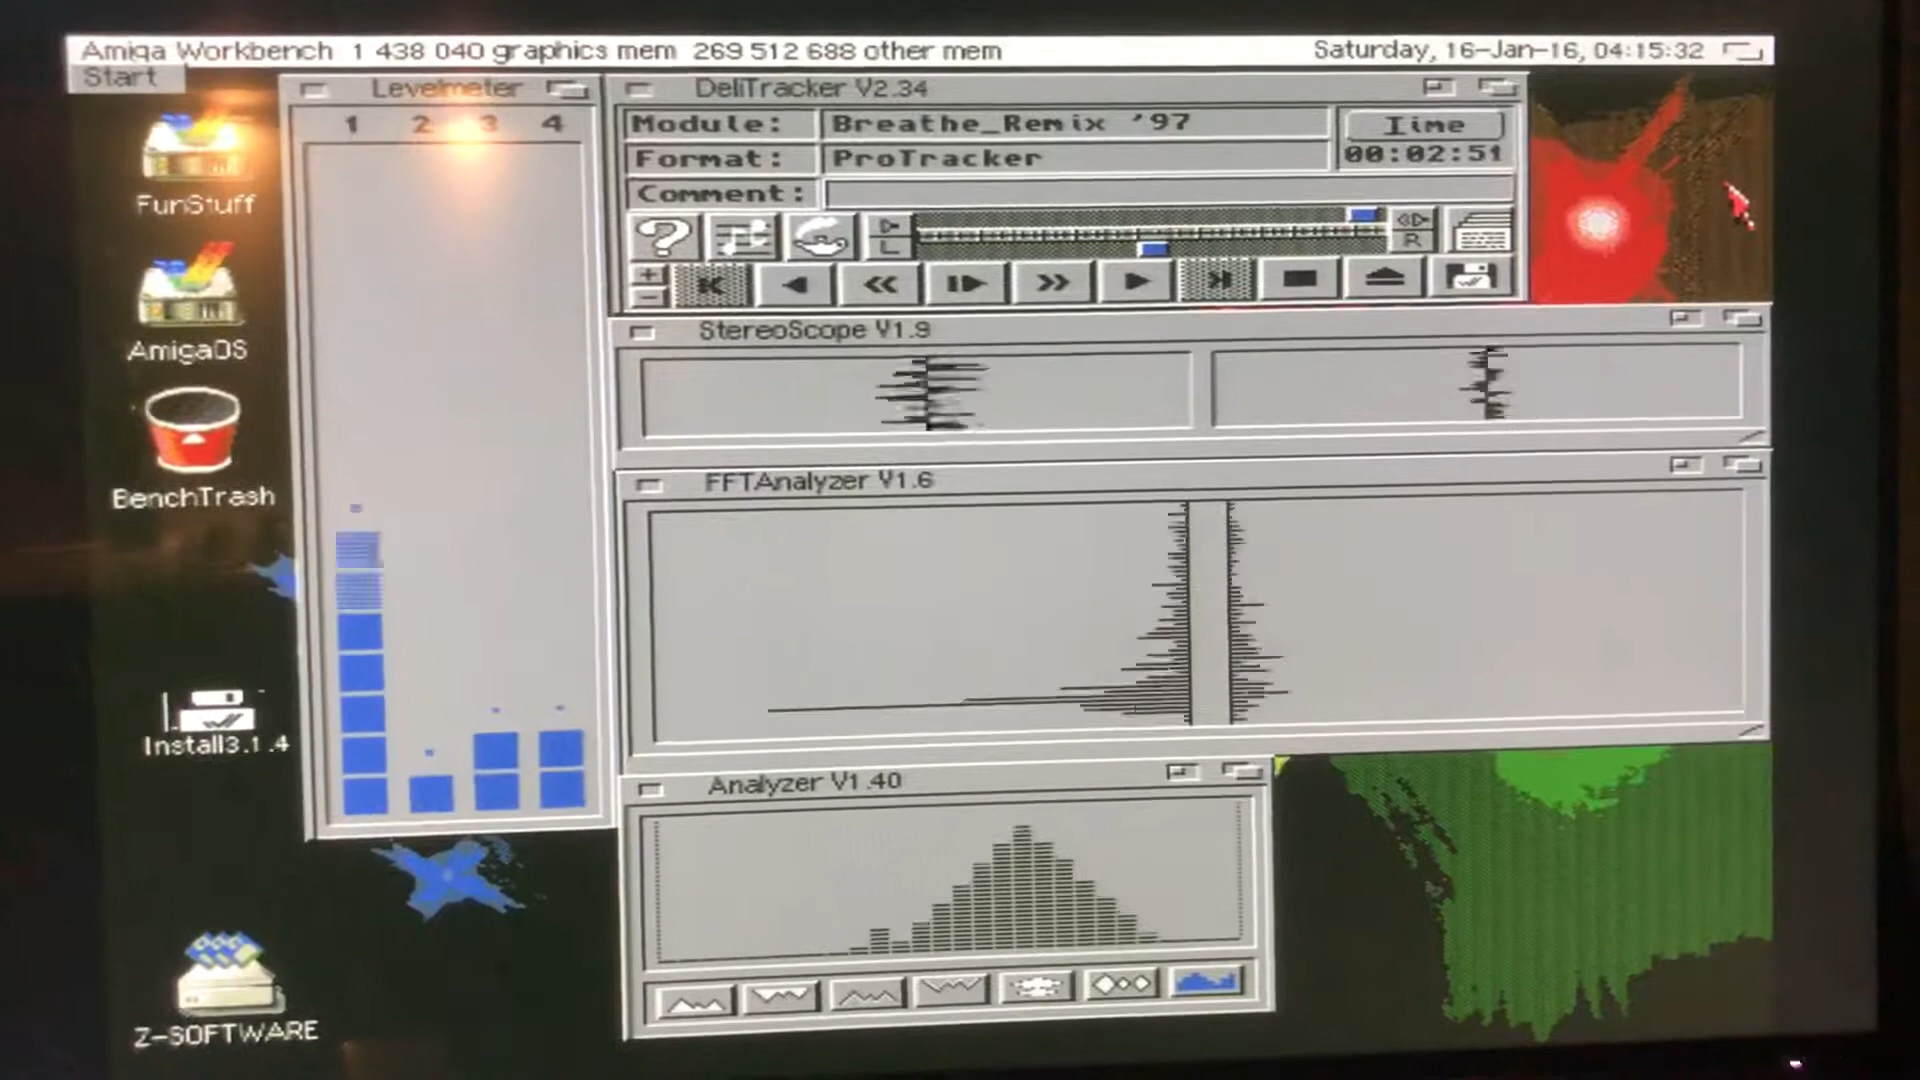 Amiga Workbench 1 438 040 graphics mem 269 512 688 other mem
Saturday, 16-Jan-16, 04:15:32
Start
FunStuff
AmigaOS
BenchTrash
Install3.1.4
Z-SOFTWARE
Levelmeter
1 2 3 4
DeliTracker V2.34
Module: Breathe_Remix '97
Format: ProTracker
Comment:
Time
00:02:51
?
L
R
+
-
StereoScope V1.9
FFTAnalyzer V1.6
Analyzer V1.40